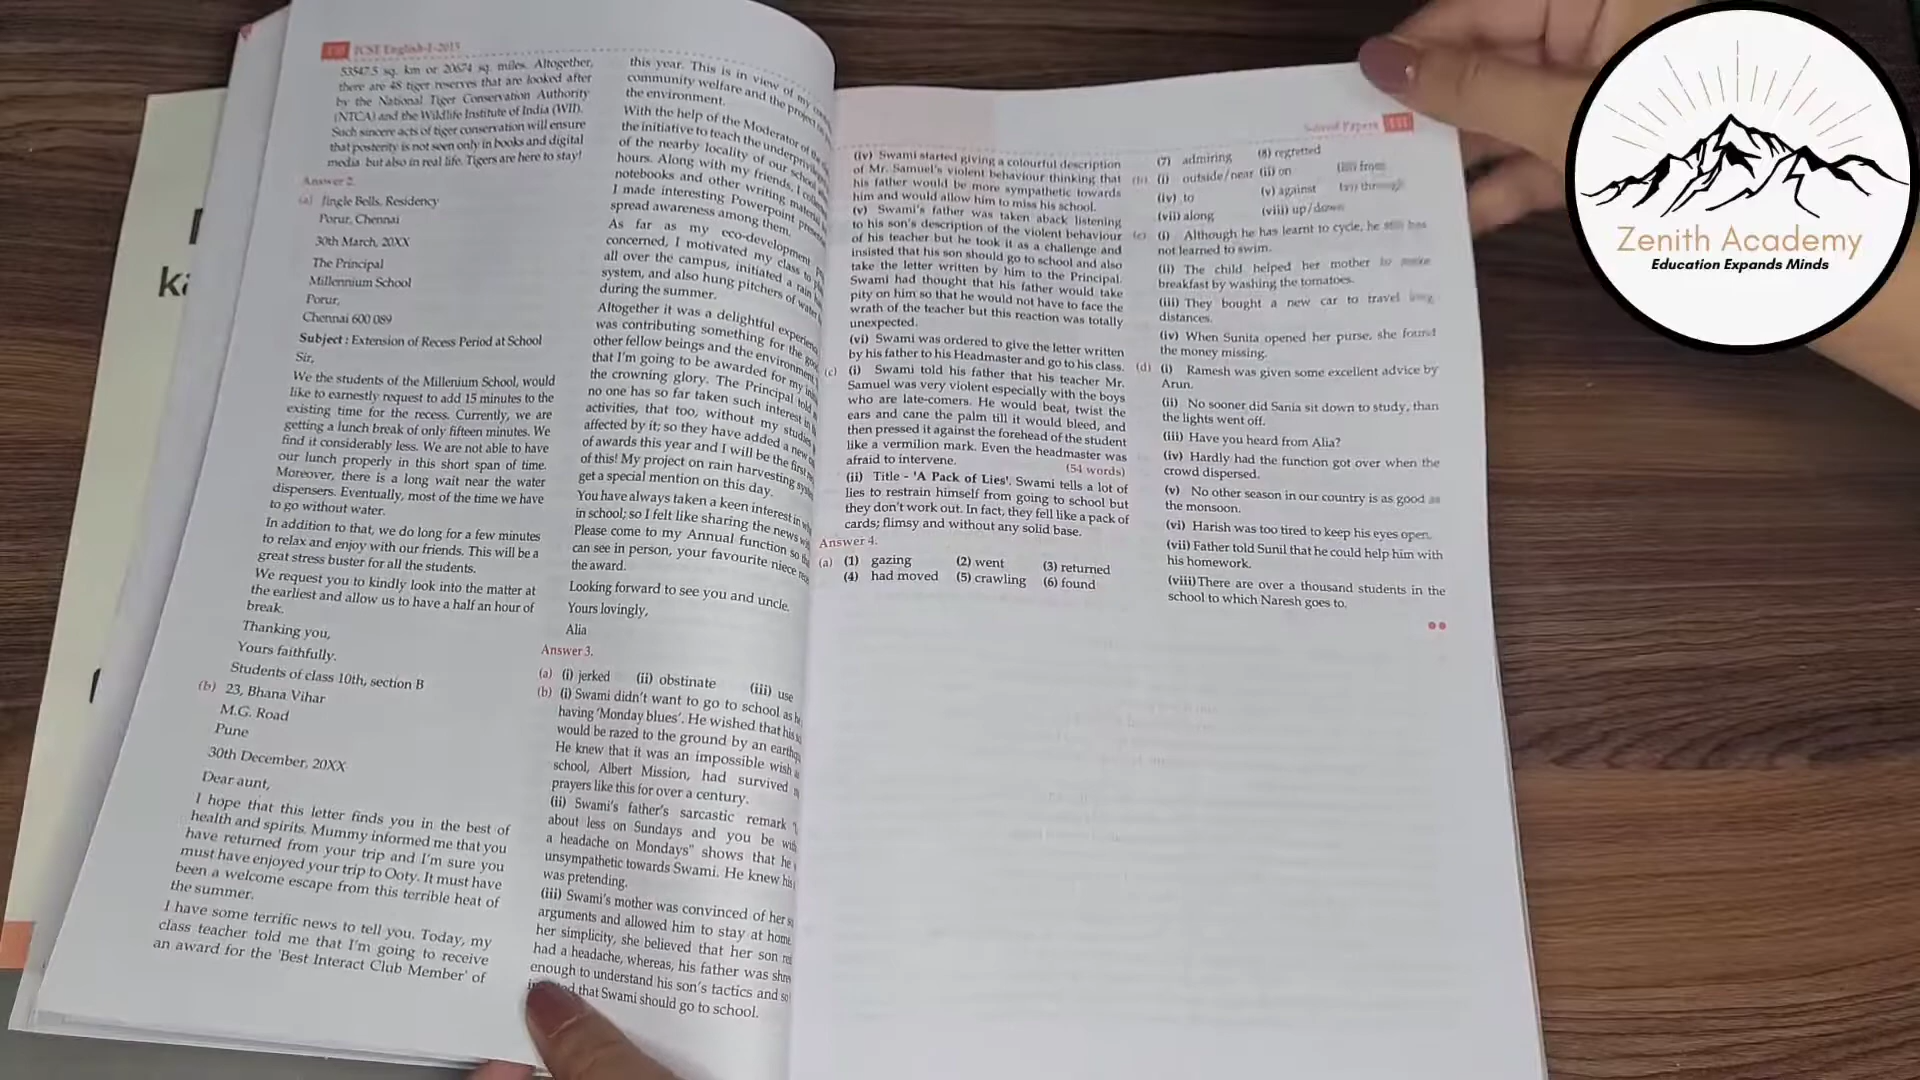 ICSE English-I-2015
53547.5 sq. km or 20674 sq. miles. Altogether,
there are 48 tiger reserves that are looked after
by the National Tiger Conservation Authority
(NTCA) and the Wildlife Institute of India (WII).
Such sincere acts of tiger conservation will ensure
that posterity is not seen only in books and digital
media but also in real life. Tigers are here to stay!
Answer 2.
(a) Jingle Bells, Residency
Porur, Chennai
30th March, 20XX
The Principal
Millennium School
Porur,
Chennai 600 089
Subject : Extension of Recess Period at School
Sir,
We the students of the Millenium School, would
like to earnestly request to add 15 minutes to the
existing time for the recess. Currently, we are
getting a lunch break of only fifteen minutes. We
find it considerably less. We are not able to have
our lunch properly in this short span of time.
Moreover, there is a long wait near the water
dispensers. Eventually, most of the time we have
to go without water.
In addition to that, we do long for a few minutes
to relax and enjoy with our friends. This will be a
great stress buster for all the students.
We request you to kindly look into the matter at
the earliest and allow us to have a half an hour of
break.
Thanking you,
Yours faithfully.
Students of class 10th, section B
(b) 23, Bhana Vihar
M.G. Road
Pune
30th December, 20XX
Dear aunt,
I hope that this letter finds you in the best of
health and spirits. Mummy informed me that you
have returned from your trip and I'm sure you
must have enjoyed your trip to Ooty. It must have
been a welcome escape from this terrible heat of
the summer.
I have some terrific news to tell you. Today, my
class teacher told me that I'm going to receive
an award for the 'Best Interact Club Member' of
this year. This is in view of my
community welfare and the project
the environment.
With the help of the Moderator of the
the initiative to teach the
of the nearby locality of our school
hours. Along with my friends, I
notebooks and other writing
I made interesting Powerpoint
spread awareness among them.
As far as my eco-development
concerned, I motivated my class to
all over the campus, initiated a rain
system, and also hung pitchers of water
during the summer.
Altogether it was a delightful
was contributing something for the
other fellow beings and the environment
that I'm going to be awarded for my
the crowning glory. The Principal told
no one has so far taken such interest in
activities, that too, without my studies
affected by it; so they have added a new
of awards this year and I will be the first
of this! My project on rain harvesting
get a special mention on this day.
You have always taken a keen interest in
in school; so I felt like sharing the news
Please come to my Annual function so
can see in person, your favourite niece
the award.
Looking forward to see you and uncle.
Yours lovingly,
Alia
Answer 3.
(a) (i) jerked (ii) obstinate (iii) use
(b) (i) Swami didn't want to go to school as
having 'Monday blues'. He wished that his
would be razed to the ground by an
He knew that it was an impossible wish
school, Albert Mission, had survived
prayers like this for over a century.
(ii) Swami's father's sarcastic remark
about less on Sundays and you be
a headache on Mondays" shows that he
unsympathetic towards Swami. He knew his
was pretending.
(iii) Swami's mother was convinced of her
arguments and allowed him to stay at home.
her simplicity, she believed that her son
had a headache, whereas, his father was
enough to understand his son's tactics and so
that Swami should go to school.
Solved Papers
(iv) Swami started giving a colourful description
of Mr. Samuel's violent behaviour thinking that
his father would be more sympathetic towards
him and would allow him to miss his school.
(v) Swami's father was taken aback listening
to his son's description of the violent behaviour
of his teacher but he took it as a challenge and
insisted that his son should go to school and also
take the letter written by him to the Principal.
Swami had thought that his father would take
pity on him so that he would not have to face the
wrath of the teacher but this reaction was totally
unexpected.
(vi) Swami was ordered to give the letter written
by his father to his Headmaster and go to his class.
(c) (i) Swami told his father that his teacher Mr.
Samuel was very violent especially with the boys
who are late-comers. He would beat, twist the
ears and cane the palm till it would bleed, and
then pressed it against the forehead of the student
like a vermilion mark. Even the headmaster was
afraid to intervene.
(54 words)
(ii) Title - 'A Pack of Lies'. Swami tells a lot of
lies to restrain himself from going to school but
they don't work out. In fact, they fell like a pack of
cards; flimsy and without any solid base.
Answer 4.
(a) (1) gazing (2) went (3) returned
(4) had moved (5) crawling (6) found
(7) admiring (8) regretted
(b) (i) outside/near (ii) on (iii) from
(iv) to (v) against (vi) through
(vii) along (viii) up/down
(c) (i) Although he has learnt to cycle, he still has
not learned to swim.
(ii) The child helped her mother to make
breakfast by washing the tomatoes.
(iii) They bought a new car to travel long
distances.
(iv) When Sunita opened her purse, she found
the money missing.
(d) (i) Ramesh was given some excellent advice by
Arun.
(ii) No sooner did Sania sit down to study, than
the lights went off.
(iii) Have you heard from Alia?
(iv) Hardly had the function got over when the
crowd dispersed.
(v) No other season in our country is as good as
the monsoon.
(vi) Harish was too tired to keep his eyes open.
(vii) Father told Sunil that he could help him with
his homework.
(viii) There are over a thousand students in the
school to which Naresh goes to.
Zenith Academy
Education Expands Minds